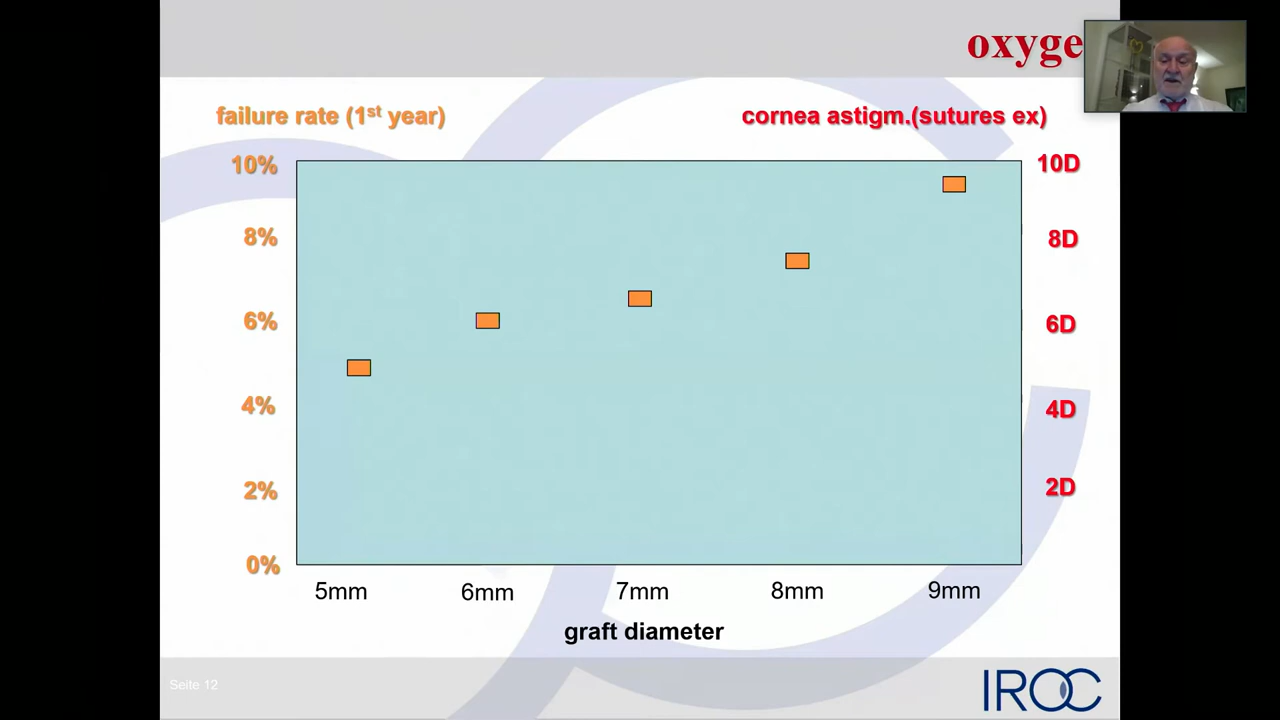 oxyge
failure rate (1st year)
cornea astigm.(sutures ex)
10%
10D
8%
8D
6%
6D
4%
4D
2%
2D
0%
5mm 6mm 7mm 8mm 9mm
graft diameter
Seite 12
IROC